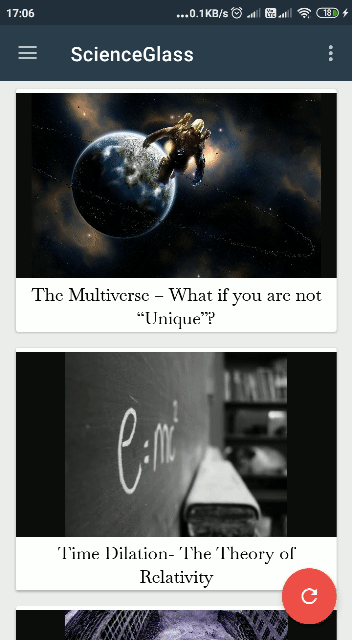 17:06 ...0.1KB/s 18
ScienceGlass
The Multiverse – What if you are not
“Unique”?
e=mc²
Time Dilation- The Theory of
Relativity